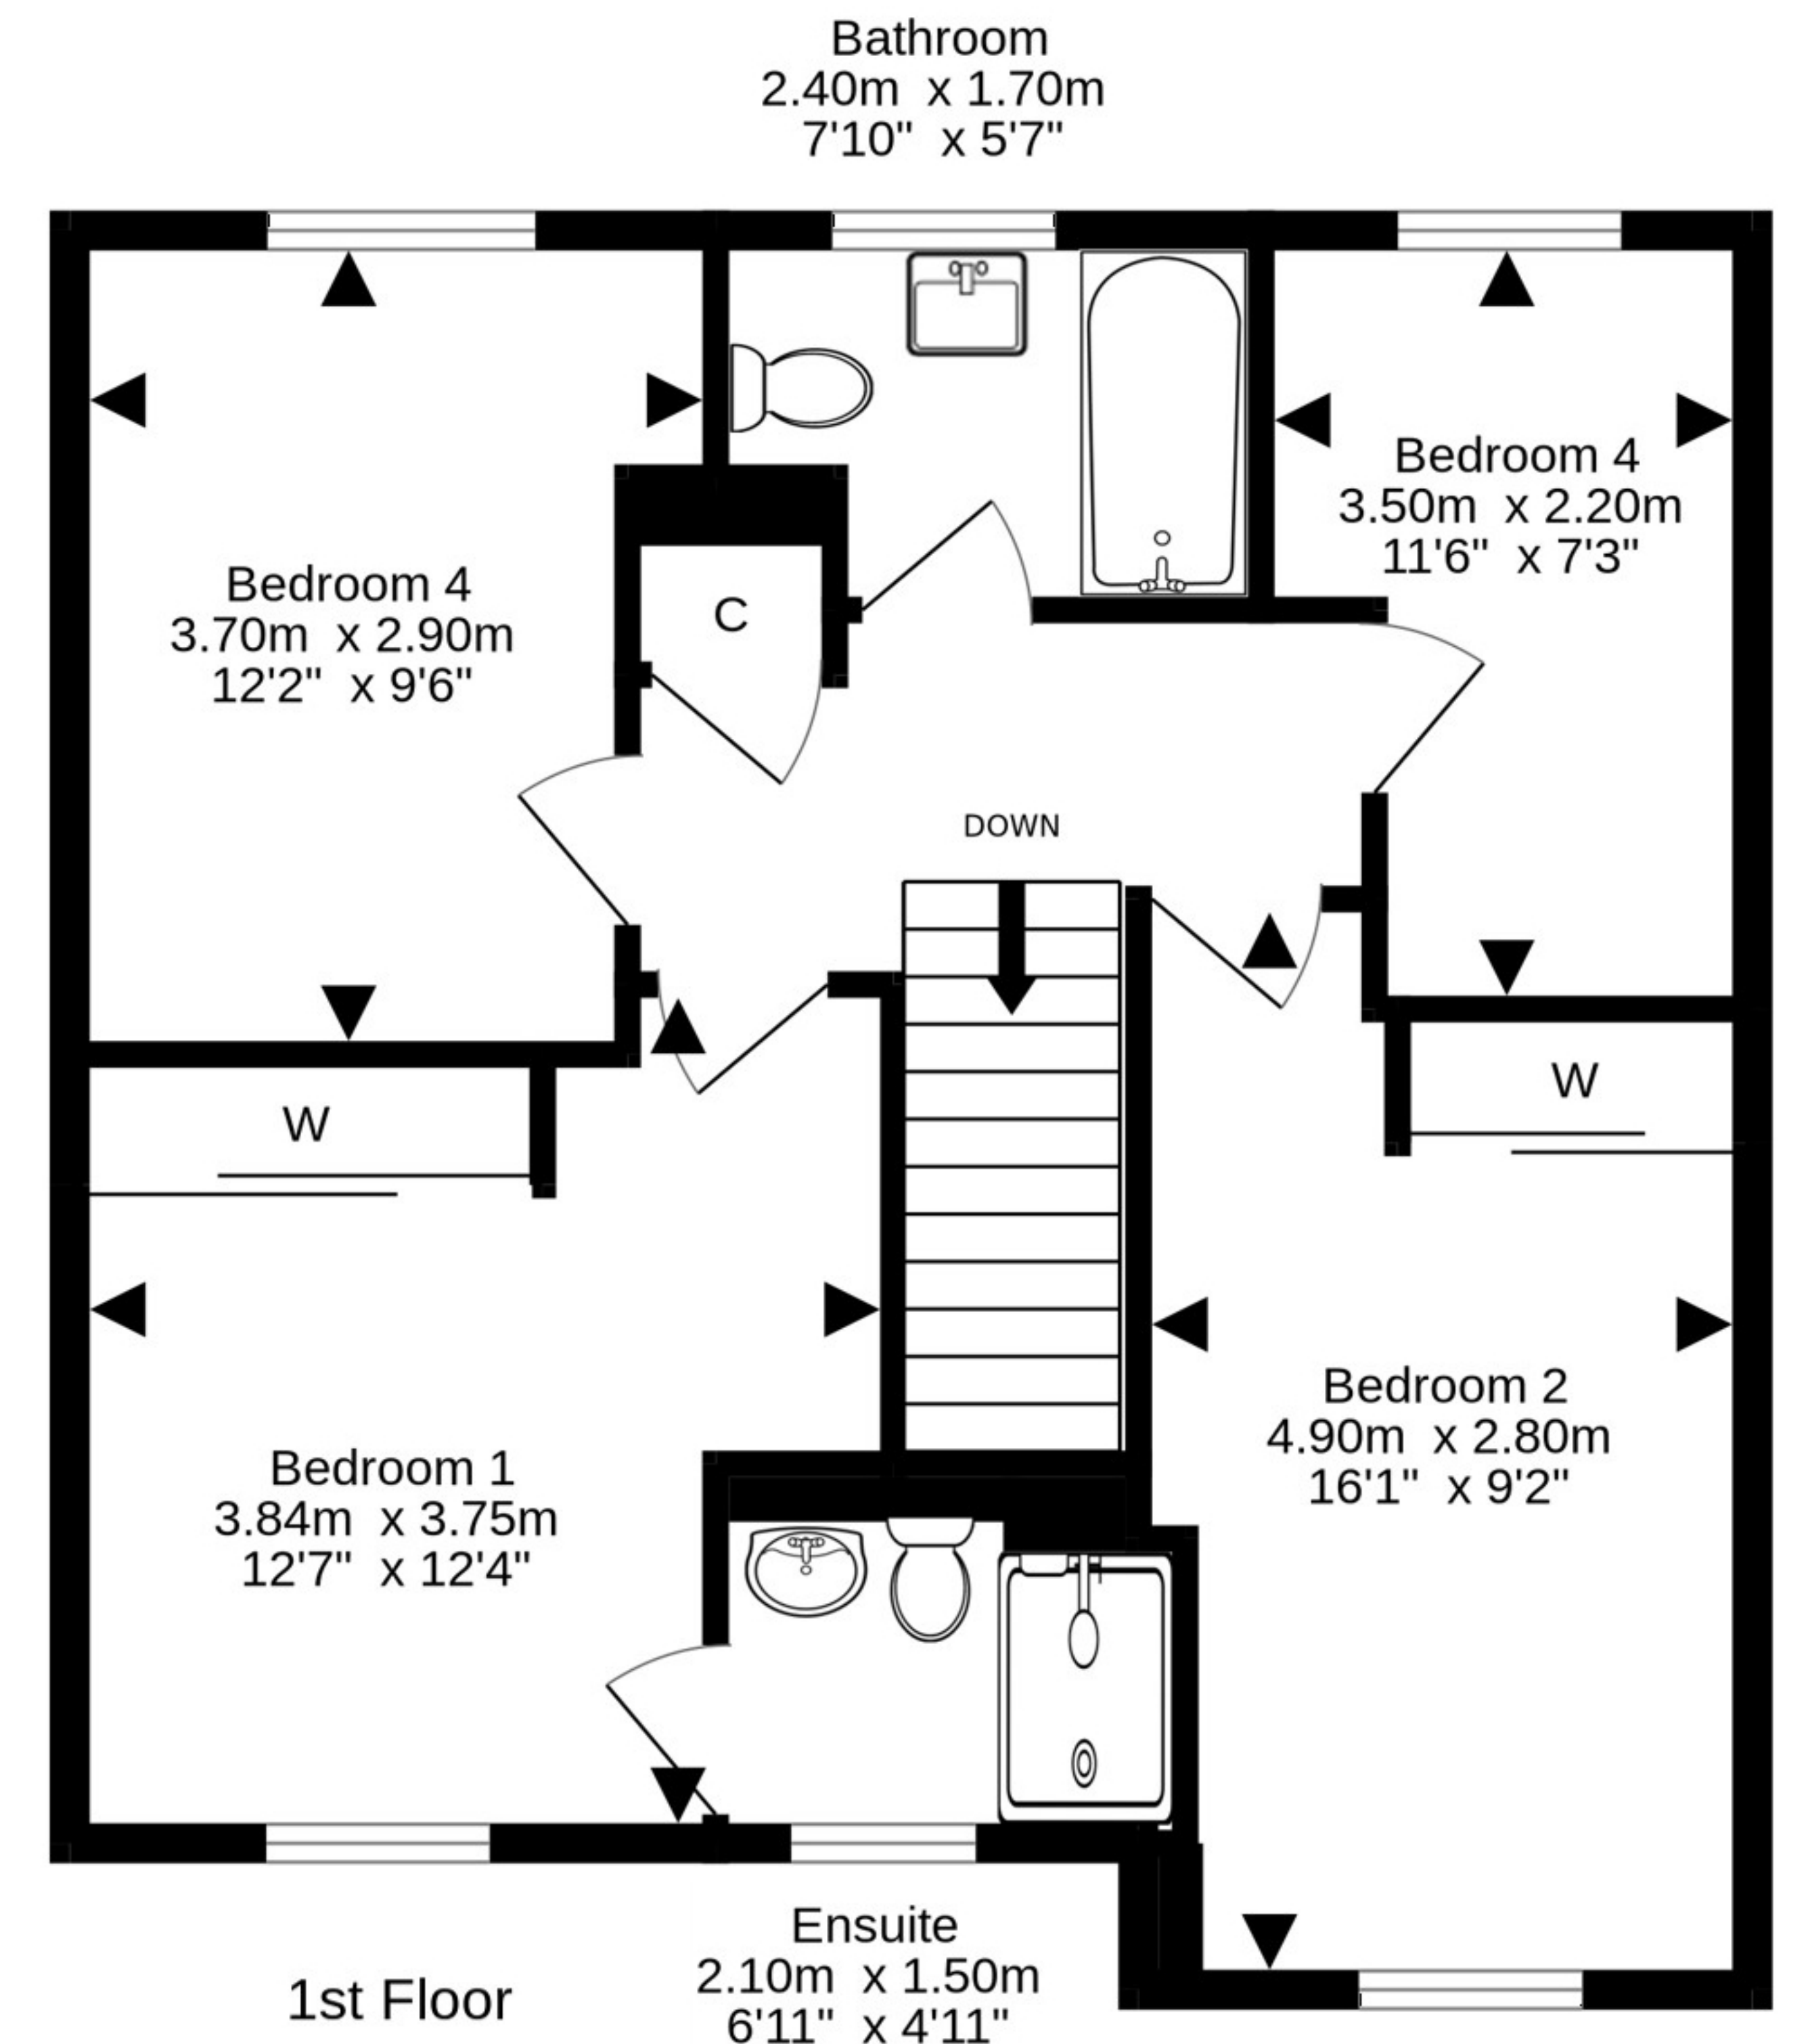 Bathroom
2.40m x 1.70m
7'10" x 5'7"
Bedroom 4
3.50m x 2.20m
11'6" x 7'3"
Bedroom 4
3.70m x 2.90m
12'2" x 9'6"
C
DOWN
W
W
Bedroom 2
4.90m x 2.80m
16'1" x 9'2"
Bedroom 1
3.84m x 3.75m
12'7" x 12'4"
Ensuite
2.10m x 1.50m
6'11" x 4'11"
1st Floor